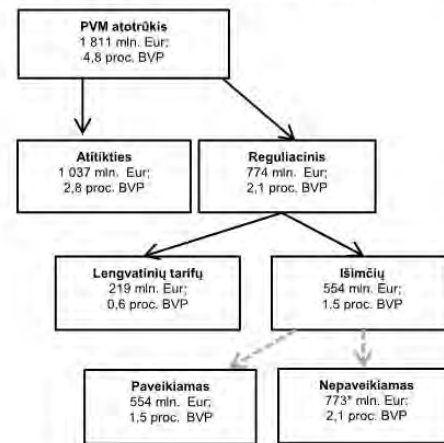 PVM atotrūkis
1 811 mln. Eur;
4,8 proc. BVP
Atitikties
1 037 mln. Eur;
2,8 proc. BVP
Reguliacinis
774 mln. Eur;
2,1 proc. BVP
Lengvatinių tarifų
219 mln. Eur;
0,6 proc. BVP
Išimčių
554 mln. Eur;
1.5 proc. BVP
Paveikiamas
554 mln. Eur;
1,5 proc. BVP
Nepaveikiamas
773* mln. Eur;
2,1 proc. BVP